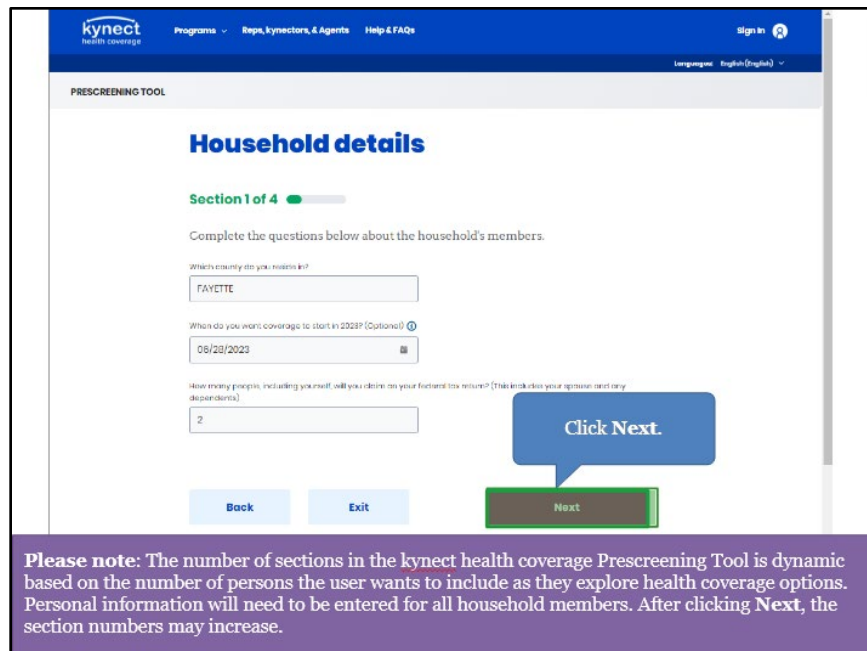 kynect
health coverage
Programs
Reps, kynectors, & Agents
Help & FAQs
Sign In
Languages: English (English)
PRESCREENING TOOL
Household details
Section 1 of 4
Complete the questions below about the household's members.
Which county do you reside in?
FAYETTE
When do you want coverage to start in 2023? (Optional)
06/28/2023
How many people, including yourself, will you claim on your federal tax return? (This includes your spouse and any
dependents)
2
Click Next.
Back
Exit
Next
Please note: The number of sections in the kynect health coverage Prescreening Tool is dynamic
based on the number of persons the user wants to include as they explore health coverage options.
Personal information will need to be entered for all household members. After clicking Next, the
section numbers may increase.